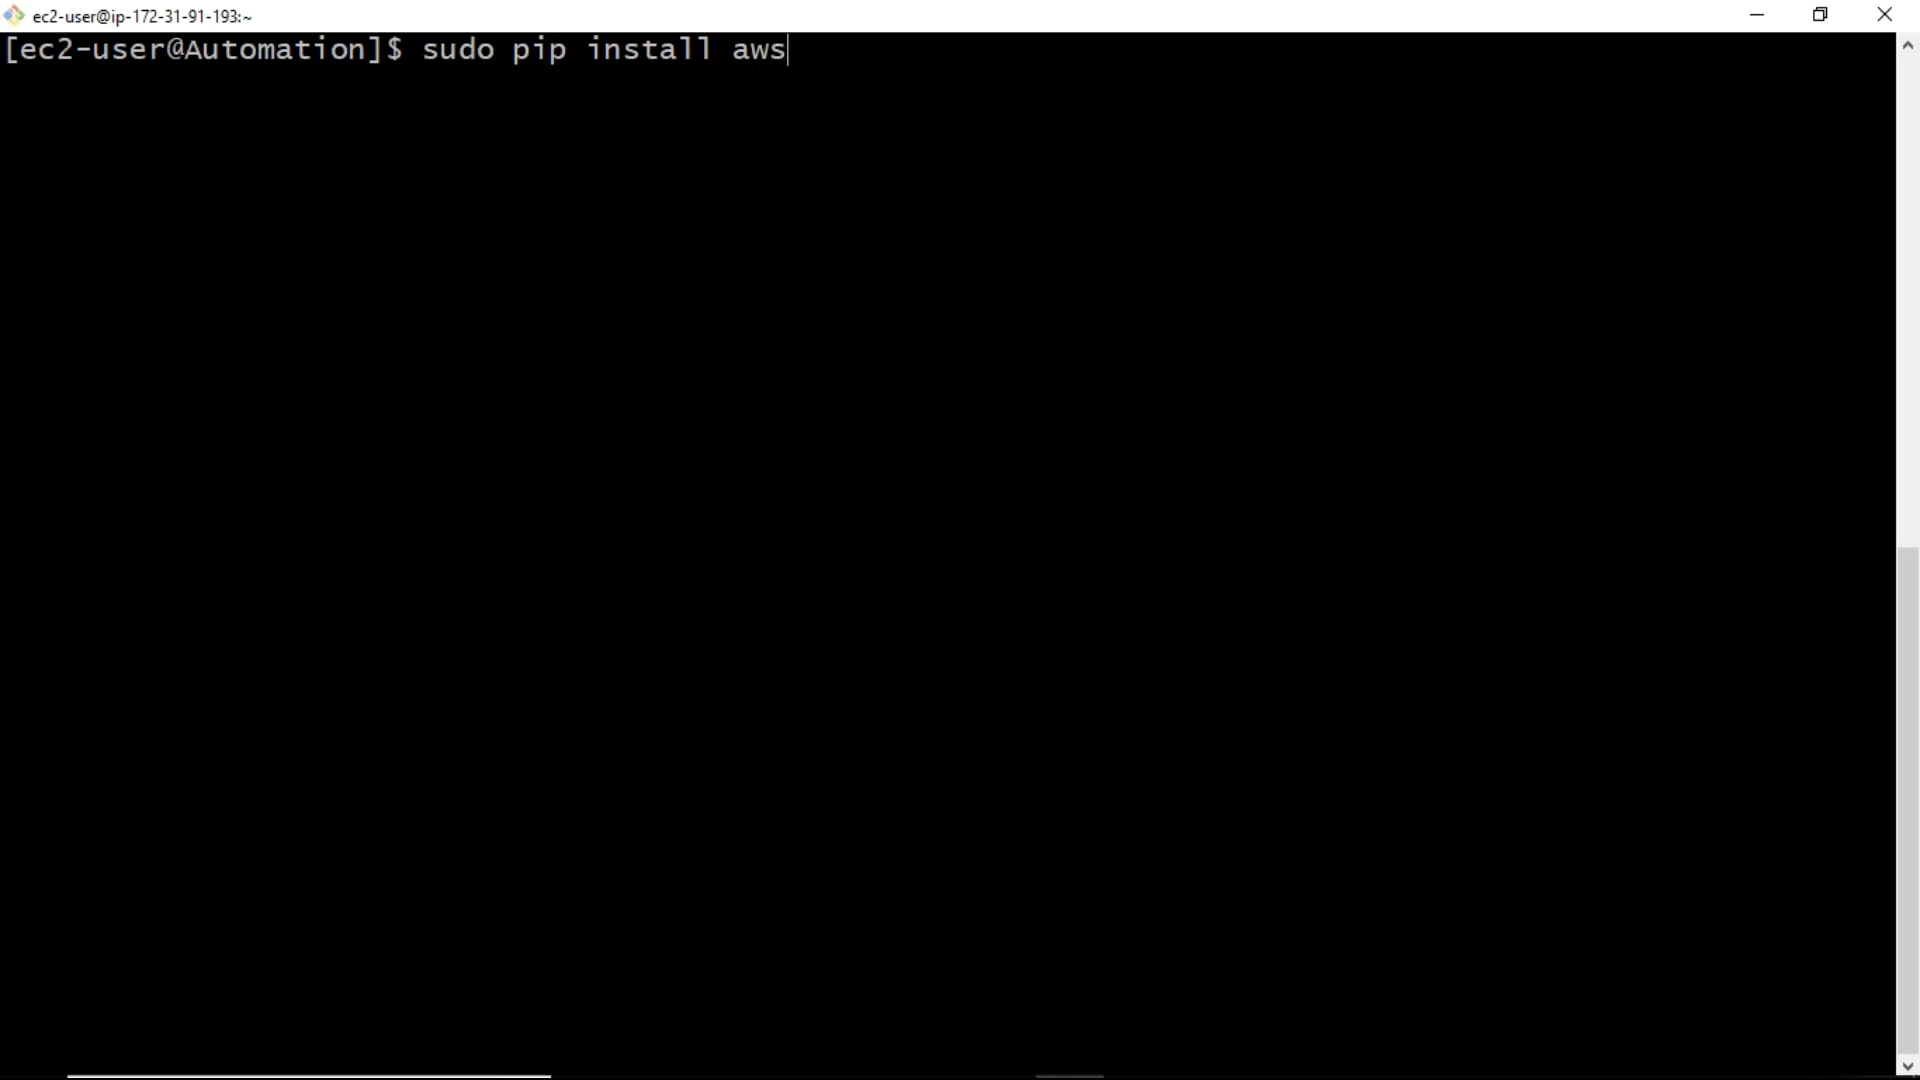 ec2-user@ip-172-31-91-193:~
[ec2-user@Automation]$ sudo pip install aws